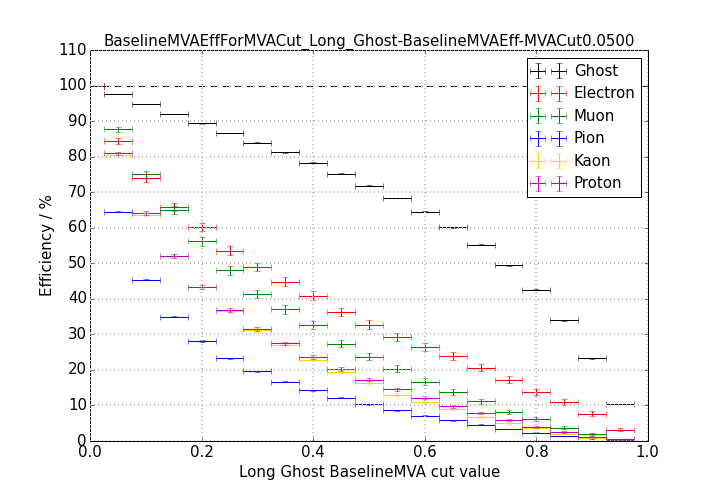 BaselineMVAEffForMVACut_Long_Ghost-BaselineMVAEff-MVACut0.0500
110
100
90
80
70
60
50
40
30
20
10
0
Efficiency / %
Ghost
Electron
Muon
Pion
Kaon
Proton
0.0 0.2 0.4 0.6 0.8 1.0
Long Ghost BaselineMVA cut value